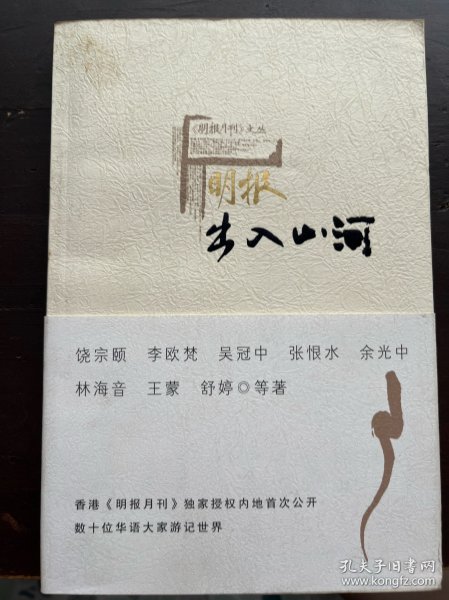 《明报月刊》文丛
明报
出入山河
饶宗颐 李欧梵 吴冠中 张恨水 余光中
林海音 王蒙 舒婷◎等著
香港《明报月刊》独家授权内地首次公开
数十位华语大家游记世界
孔夫子旧书网
www.kongfz.com